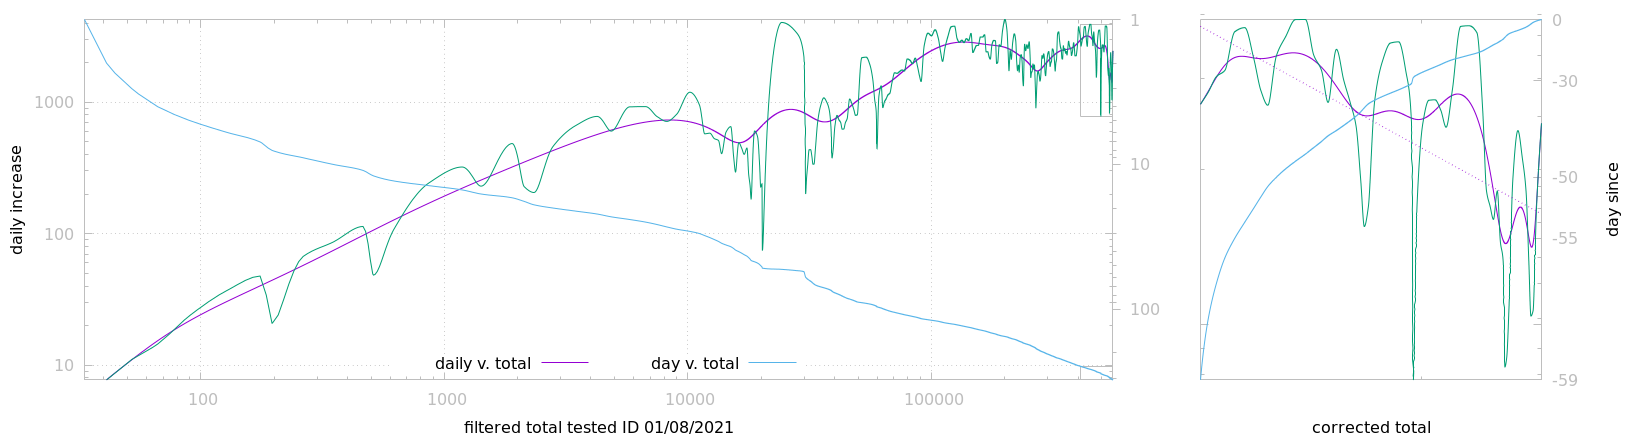 daily increase
1000
100
10
100
1000
10000
100000
filtered total tested ID 01/08/2021
daily v. total
day v. total
1
10
100
0
-30
-50
-55
-59
day since
corrected total